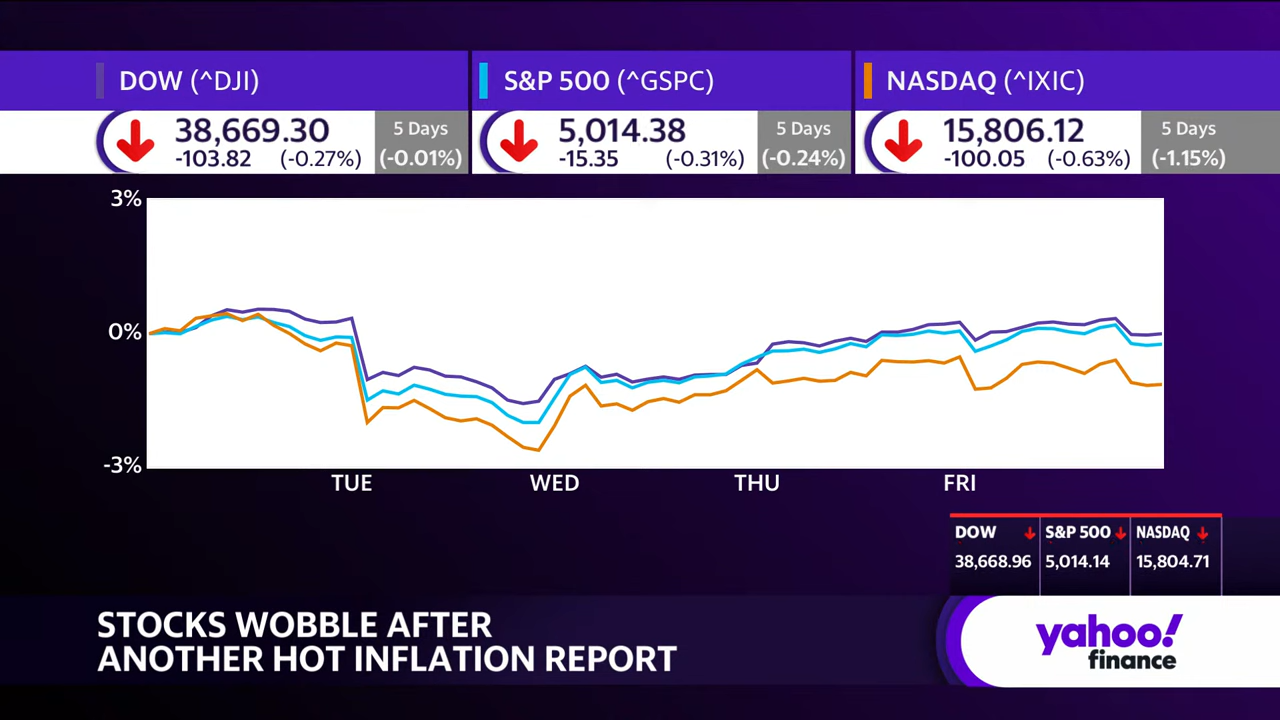 DOW (^DJI)
38,669.30
-103.82 (-0.27%)
5 Days
(-0.01%)
S&P 500 (^GSPC)
5,014.38
-15.35 (-0.31%)
5 Days
(-0.24%)
NASDAQ (^IXIC)
15,806.12
-100.05 (-0.63%)
5 Days
(-1.15%)
3%
0%
-3%
TUE WED THU FRI
DOW S&P 500 NASDAQ
38,668.96 5,014.14 15,804.71
STOCKS WOBBLE AFTER
ANOTHER HOT INFLATION REPORT
yahoo!
finance